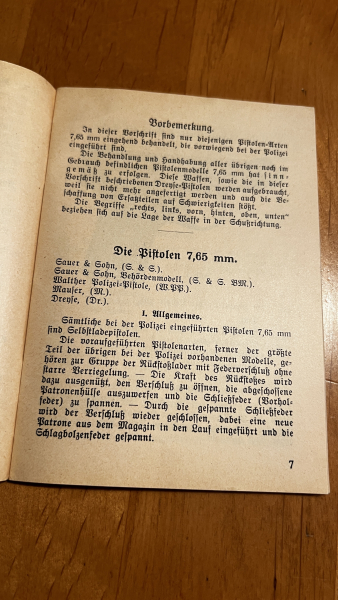 Vorbemerkung.
In dieser Vorschrift sind nur diejenigen Pistolen-Arten
7,65 mm eingehend behandelt, die vorwiegend bei der Polizei
eingeführt sind.
Die Behandlung und Handhabung aller übrigen noch im
Gebrauch befindlichen Pistolenmodelle 7,65 mm hat sinn-
gemäß zu erfolgen. Diese Waffen, sowie die in dieser
Vorschrift beschriebenen Dreyse-Pistolen werden aufgebraucht,
weil sie nicht mehr angefertigt werden und auch die Be-
schaffung von Ersatzteilen auf Schwierigkeiten stößt.
Die Begriffe „rechts, links, vorn, hinten, oben, unten“
beziehen sich auf die Lage der Waffe in der Schußrichtung.
Die Pistolen 7,65 mm.
Sauer & Sohn, (S. & S.).
Sauer & Sohn, Behördenmodell, (S. & S. BM.).
Walther Polizei-Pistole, (W.PP.).
Mauser, (M.).
Dreyse, (Dr.).
1. Allgemeines.
Sämtliche bei der Polizei eingeführten Pistolen 7,65 mm
sind Selbstladepistolen.
Die voraufgeführten Pistolenarten, ferner der größte
Teil der übrigen bei der Polizei vorhandenen Modelle, ge-
hören zur Gruppe der Rückstoßlader mit Federverschluß ohne
starre Verriegelung. — Die Kraft des Rückstoßes wird
dazu ausgenützt, den Verschluß zu öffnen, die abgeschossene
Patronenhülse auszuwerfen und die Schließfeder (Vorhol-
feder) zu spannen. — Durch die gespannte Schließfeder
wird der Verschluß wieder geschlossen, dabei eine neue
Patrone aus dem Magazin in den Lauf eingeführt und die
Schlagbolzenfeder gespannt.
7